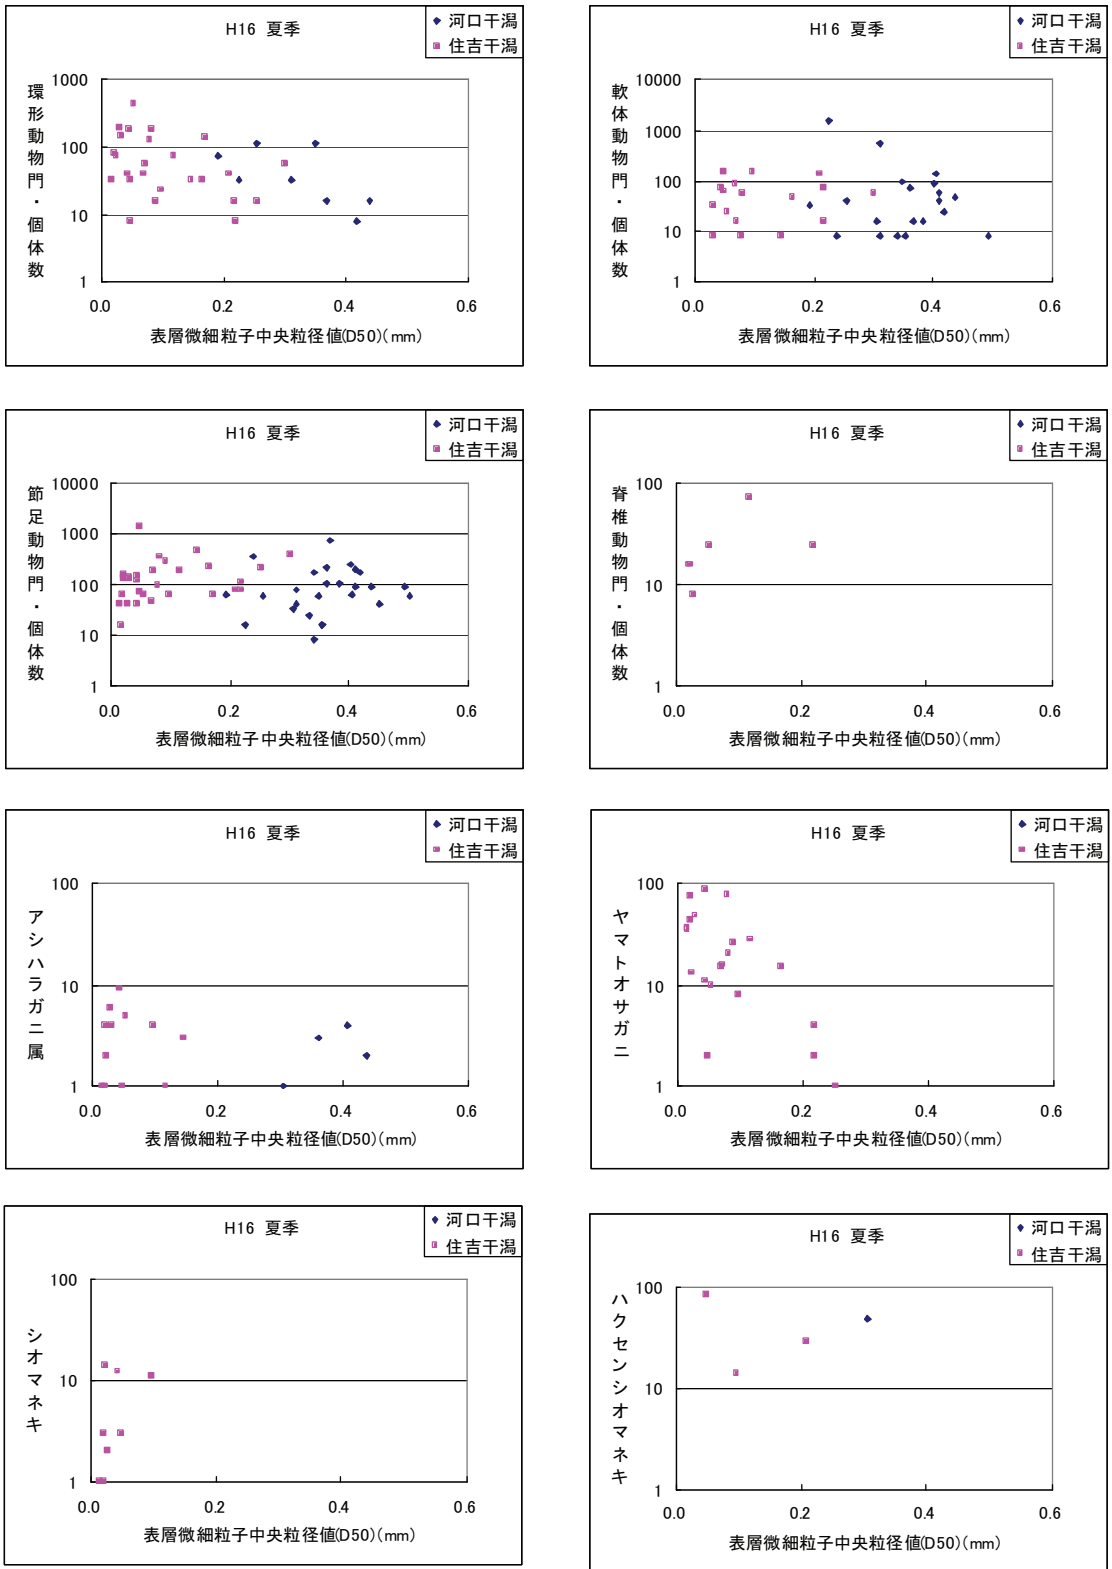 H16 夏季
河口干潟
住吉干潟
環形動物門・個体数
1000
100
10
1
0.0 0.2 0.4 0.6
表層微細粒子中央粒径値(D50)(mm)
H16 夏季
河口干潟
住吉干潟
軟体動物門・個体数
10000
1000
100
10
1
0.0 0.2 0.4 0.6
表層微細粒子中央粒径値(D50)(mm)
H16 夏季
河口干潟
住吉干潟
節足動物門・個体数
10000
1000
100
10
1
0.0 0.2 0.4 0.6
表層微細粒子中央粒径値(D50)(mm)
H16 夏季
河口干潟
住吉干潟
脊椎動物門・個体数
100
10
1
0.0 0.2 0.4 0.6
表層微細粒子中央粒径値(D50)(mm)
H16 夏季
河口干潟
住吉干潟
アシハラガニ属
100
10
1
0.0 0.2 0.4 0.6
表層微細粒子中央粒径値(D50)(mm)
H16 夏季
河口干潟
住吉干潟
ヤマトオサガニ
100
10
1
0.0 0.2 0.4 0.6
表層微細粒子中央粒径値(D50)(mm)
H16 夏季
河口干潟
住吉干潟
シオマネキ
100
10
1
0.0 0.2 0.4 0.6
表層微細粒子中央粒径値(D50)(mm)
H16 夏季
河口干潟
住吉干潟
ハクセンシオマネキ
100
10
1
0.0 0.2 0.4 0.6
表層微細粒子中央粒径値(D50)(mm)